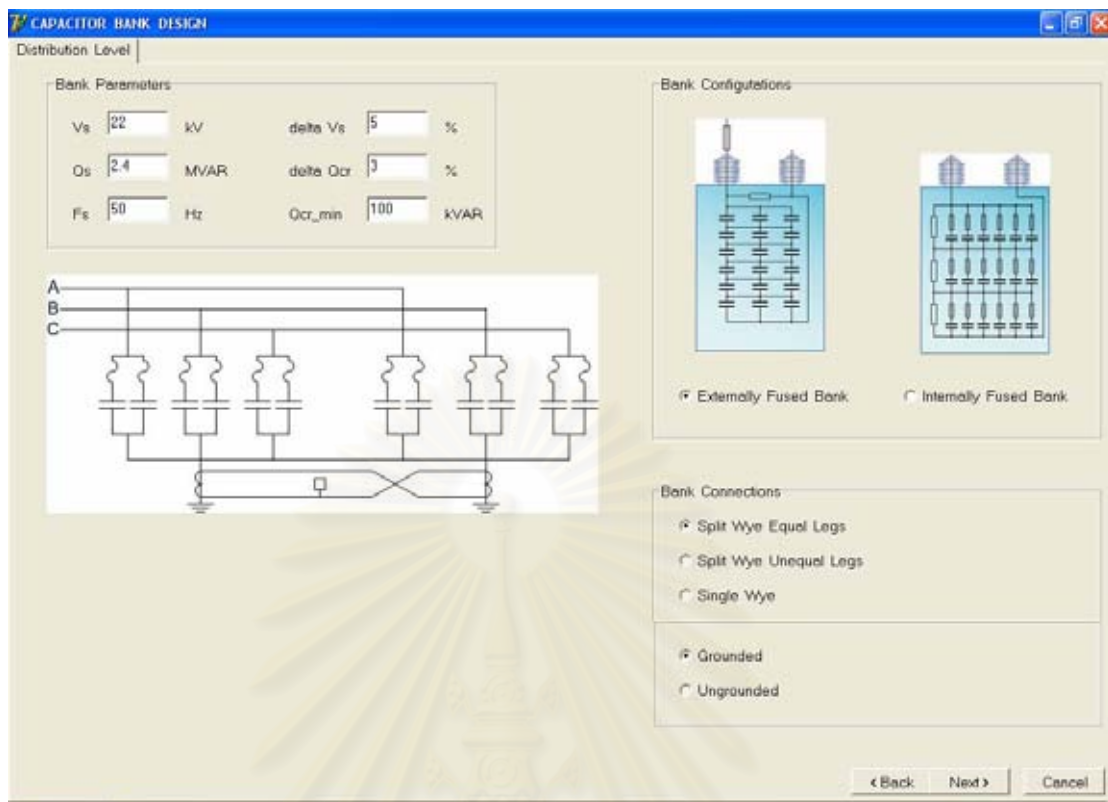 CAPACITOR BANK DESIGN
Distribution Level
Bank Parameters
Vs 22 kV delta Vs 5 %
Qs 2.4 MVAR delta Qcr 3 %
Fs 50 Hz Qcr_min 100 kVAR
A
B
C
Bank Configutations
Externally Fused Bank
Internally Fused Bank
Bank Connections
Split Wye Equal Legs
Split Wye Unequal Legs
Single Wye
Grounded
Ungrounded
< Back Next > Cancel